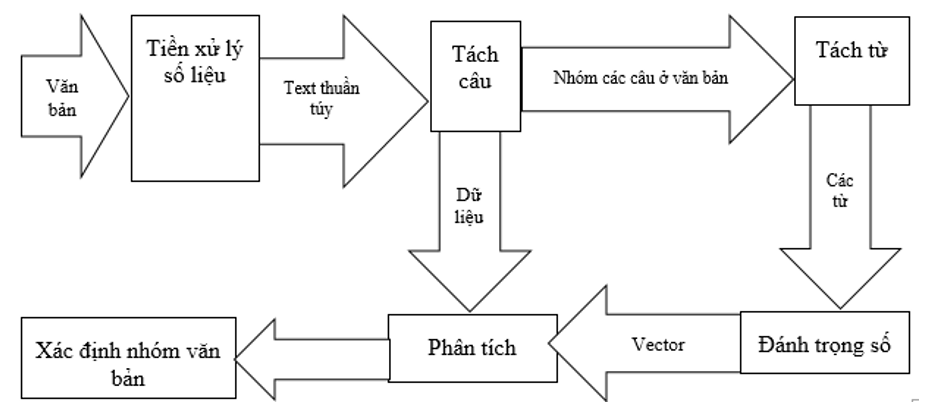 Văn
bản
Tiền xử lý
số liệu
Text thuần
túy
Tách
câu
Nhóm các câu ở văn bản
Tách từ
Dữ
liệu
Các
từ
Xác định nhóm văn
bản
Phân tích
Vector
Đánh trọng số